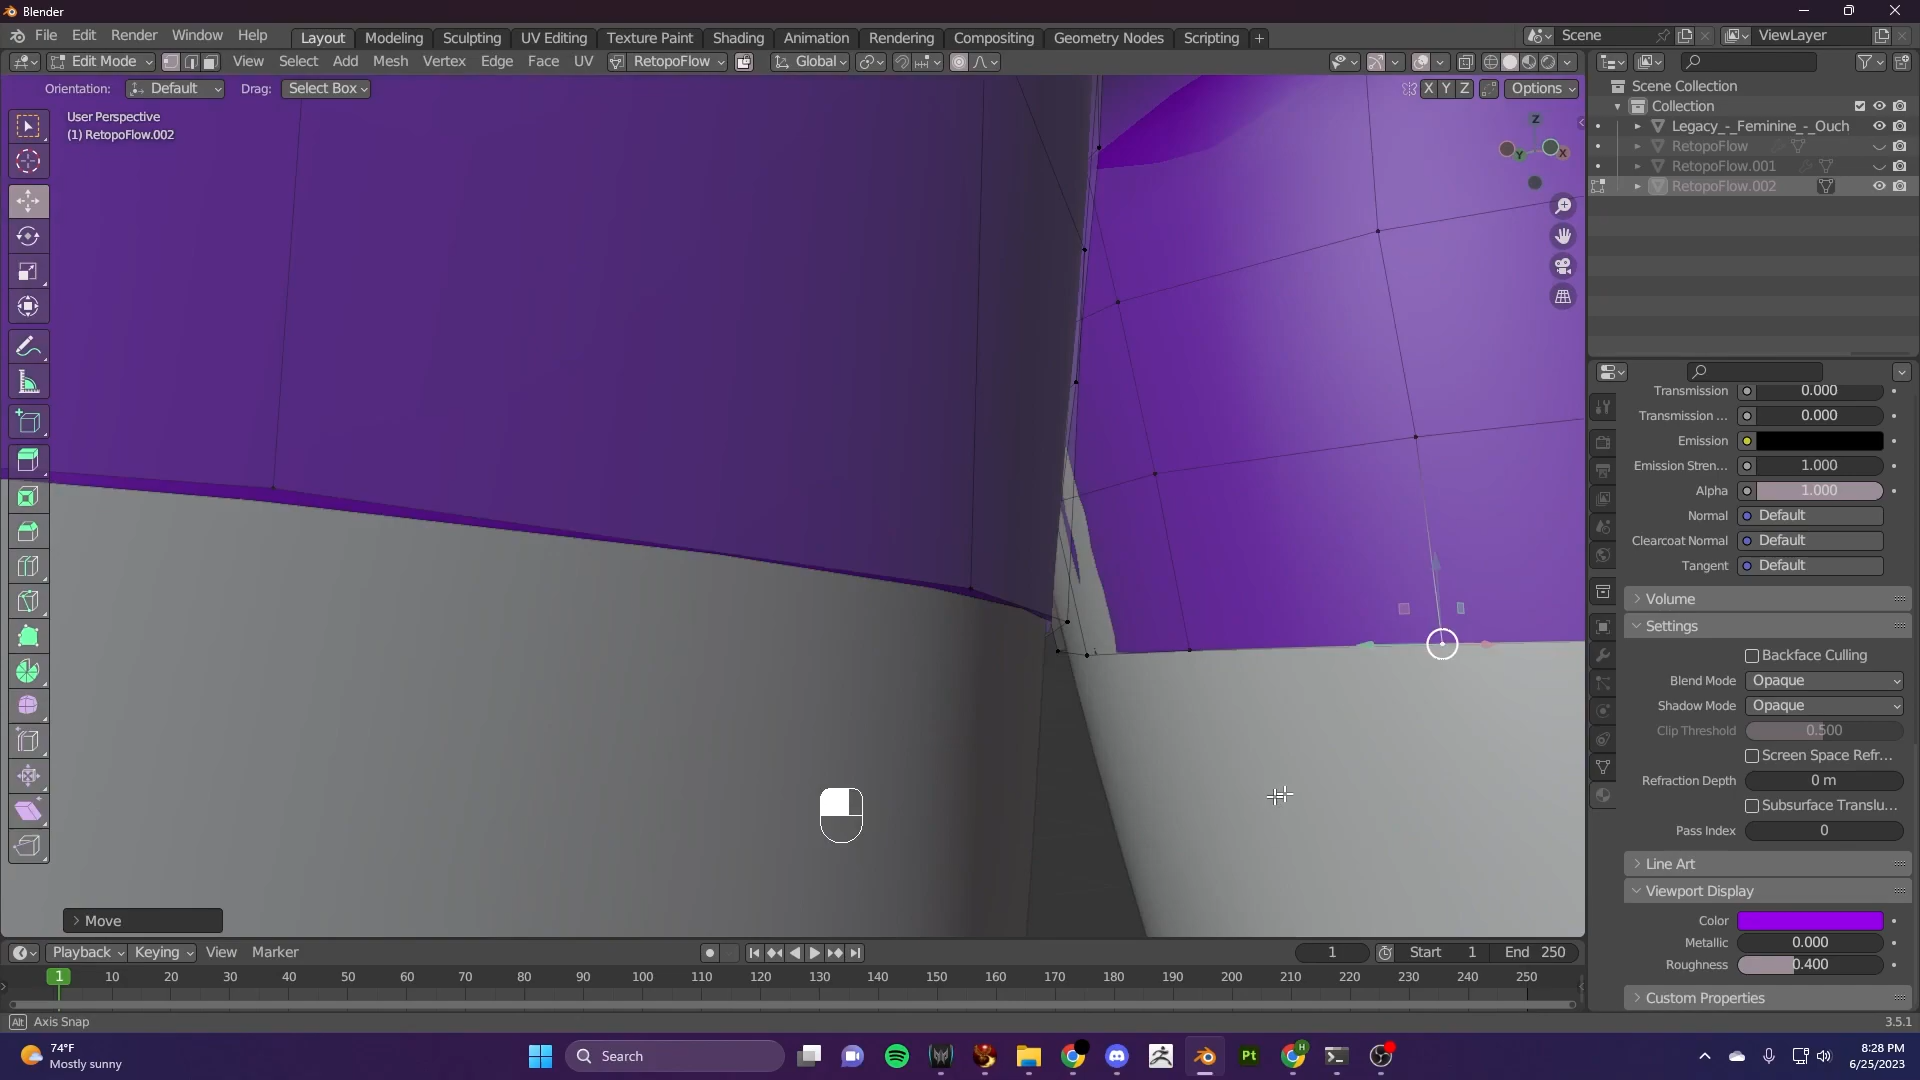 Blender
File Edit Render Window Help Layout Modeling Sculpting UV Editing Texture Paint Shading Animation Rendering Compositing Geometry Nodes Scripting + Scene ViewLayer
Edit Mode View Select Add Mesh Vertex Edge Face UV RetopoFlow Global
Orientation: Default Drag: Select Box X Y Z Options
User Perspective
(1) RetopoFlow.002
Z
Y X
Scene Collection
Collection
Legacy_-_Feminine_-_Ouch
RetopoFlow
RetopoFlow.001
RetopoFlow.002
Transmission 0.000
Transmission ... 0.000
Emission
Emission Stren... 1.000
Alpha 1.000
Normal Default
Clearcoat Normal Default
Tangent Default
Volume
Settings
Backface Culling
Blend Mode Opaque
Shadow Mode Opaque
Clip Threshold 0.500
Screen Space Refr...
Refraction Depth 0 m
Subsurface Translu...
Pass Index 0
Line Art
Viewport Display
Color
Metallic 0.000
Roughness 0.400
Custom Properties
Move
Playback Keying View Marker 1 Start 1 End 250
1 10 20 30 40 50 60 70 80 90 100 110 120 130 140 150 160 170 180 190 200 210 220 230 240 250
Alt Axis Snap 3.5.1
74°F
Mostly sunny
Search
Pt
H
8:28 PM
6/25/2023